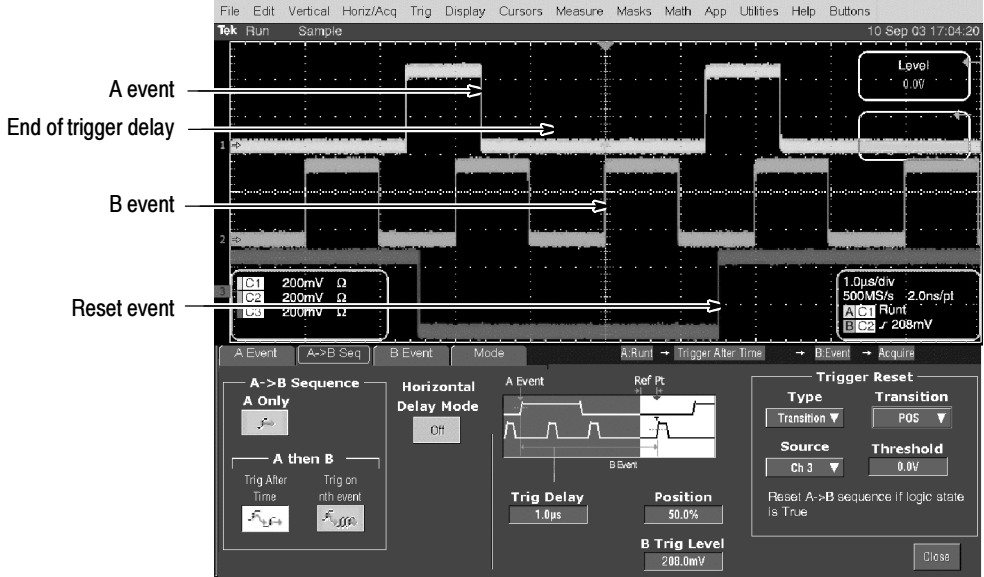 File Edit Vertical Horiz/Acq Trig Display Cursors Measure Masks Math App Utilities Help Buttons
Tek Run Sample 10 Sep 03 17:04:20
Level
0.0V
A event
End of trigger delay
1
B event
2
Reset event
3
C1 200mV Ω
C2 200mV Ω
C3 200mV Ω
1.0µs/div
500MS/s 2.0ns/pt
A C1 Runt
B C2 208mV
A Event A->B Seq B Event Mode
A:Runt → Trigger After Time → B:Event → Acquire
A->B Sequence
A Only
A then B
Trig After Time
Trig on nth event
Horizontal
Delay Mode
Off
A Event
Ref Pt
B Event
Trig Delay
1.0µs
Position
50.0%
B Trig Level
208.0mV
Trigger Reset
Type Transition
Transition POS
Source Threshold
Ch 3 0.0V
Reset A->B sequence if logic state
is True
Close